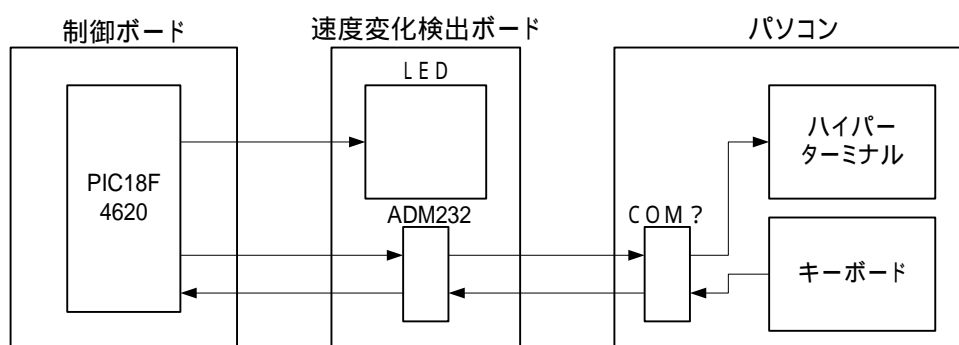 制御ボード
速度変化検出ボード
パソコン
LED
ハイパー
ターミナル
PIC18F
4620
ADM232
COM?
キーボード